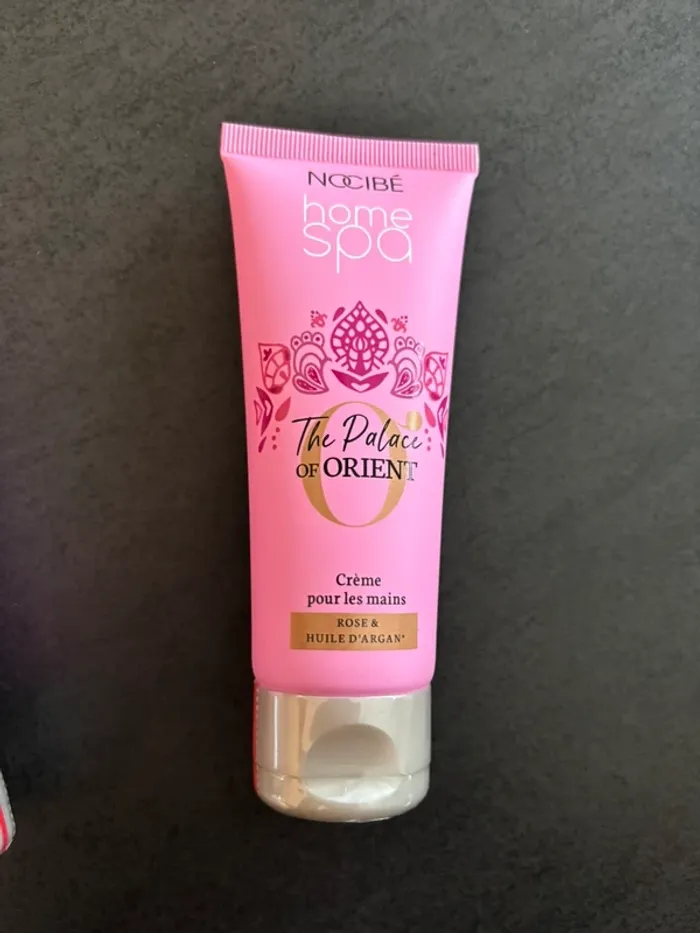 NOCIBÉ
home
spa
The Palace
OF ORIENT
Crème
pour les mains
ROSE &
HUILE D'ARGAN*